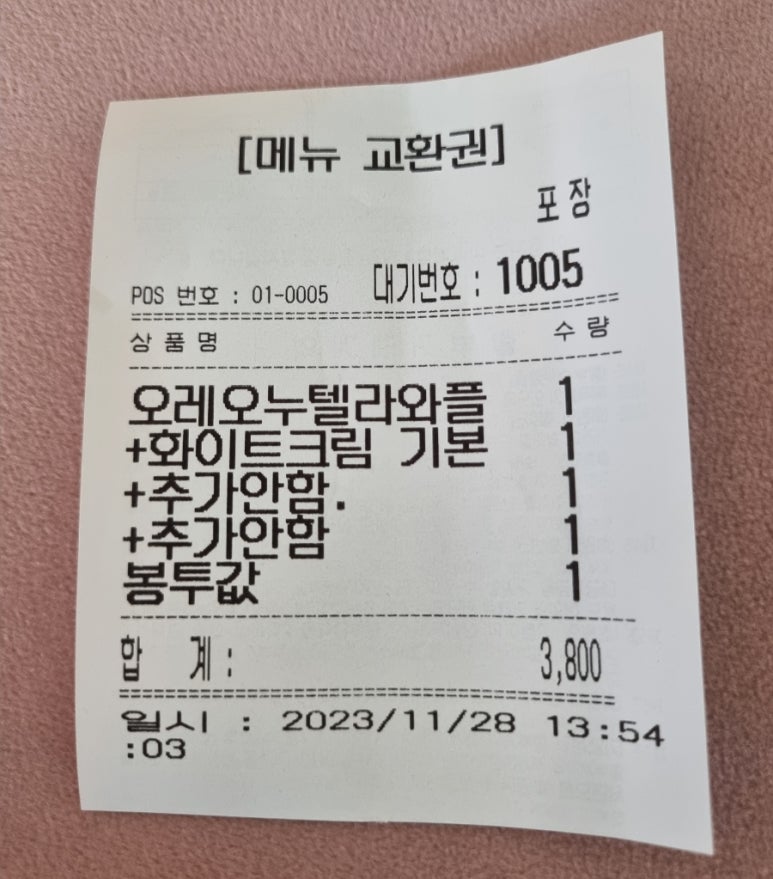 [메뉴 교환권]
포장
POS 번호 : 01-0005 대기번호 : 1005
상품명 수량
오레오누텔라와플 1
+화이트크림 기본 1
+추가안함. 1
+추가안함 1
봉투값 1
합 계: 3,800
일시 : 2023/11/28 13:54
:03